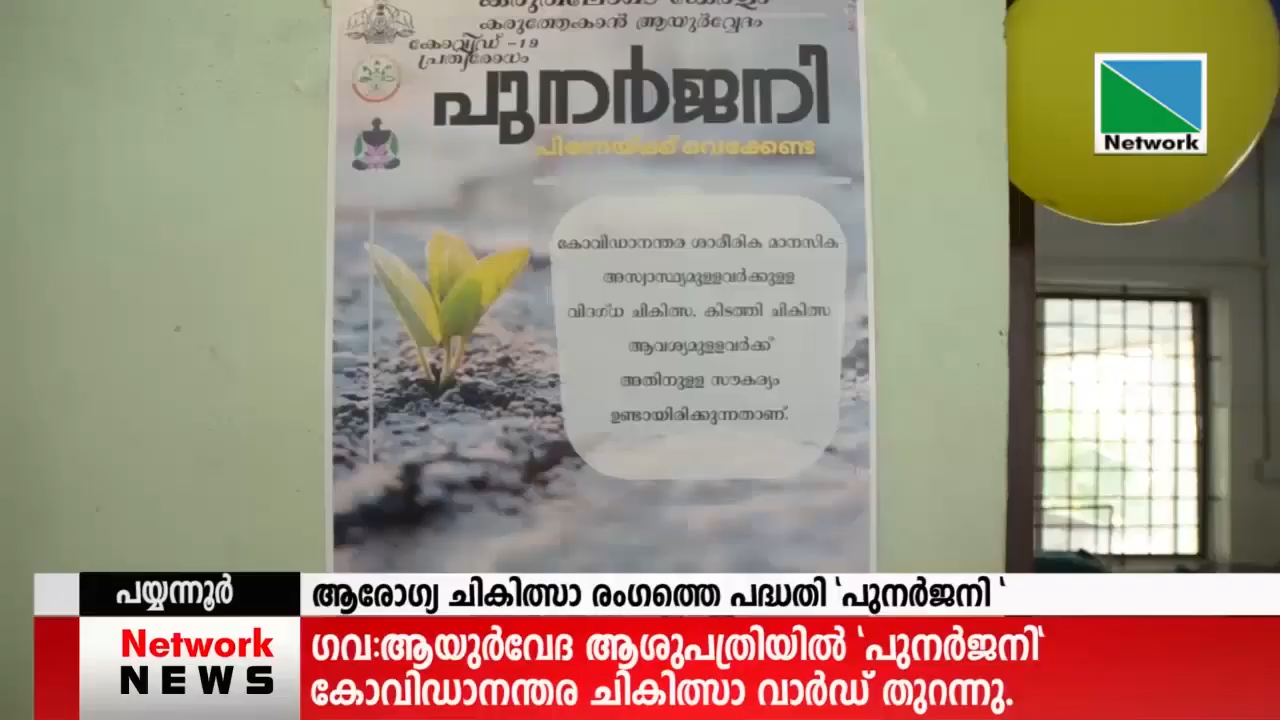 കരുത്തേകാൻ ആയുർവ്വേദം
കോവിഡ് -19
പ്രതിരോധം
പുനർജനി
പിണേയ്ക്ക് വെക്കേണ്ട
കോവിഡാനന്തര ശാരീരിക മാനസിക
അസ്വാസ്ഥ്യമുള്ളവർക്കുള്ള
വിദഗ്ധ ചികിത്സ. കിടത്തി ചികിത്സ
ആവശ്യമുള്ളവർക്ക്
അതിനുള്ള സൗകര്യം
ഉണ്ടായിരിക്കുന്നതാണ്.
Network
പയ്യന്നൂർ
ആരോഗ്യ ചികിത്സാ രംഗത്തെ പദ്ധതി 'പുനർജനി '
Network
NEWS
ഗവ:ആയുർവേദ ആശുപത്രിയിൽ 'പുനർജനി'
കോവിഡാനന്തര ചികിത്സാ വാർഡ് തുറന്നു.